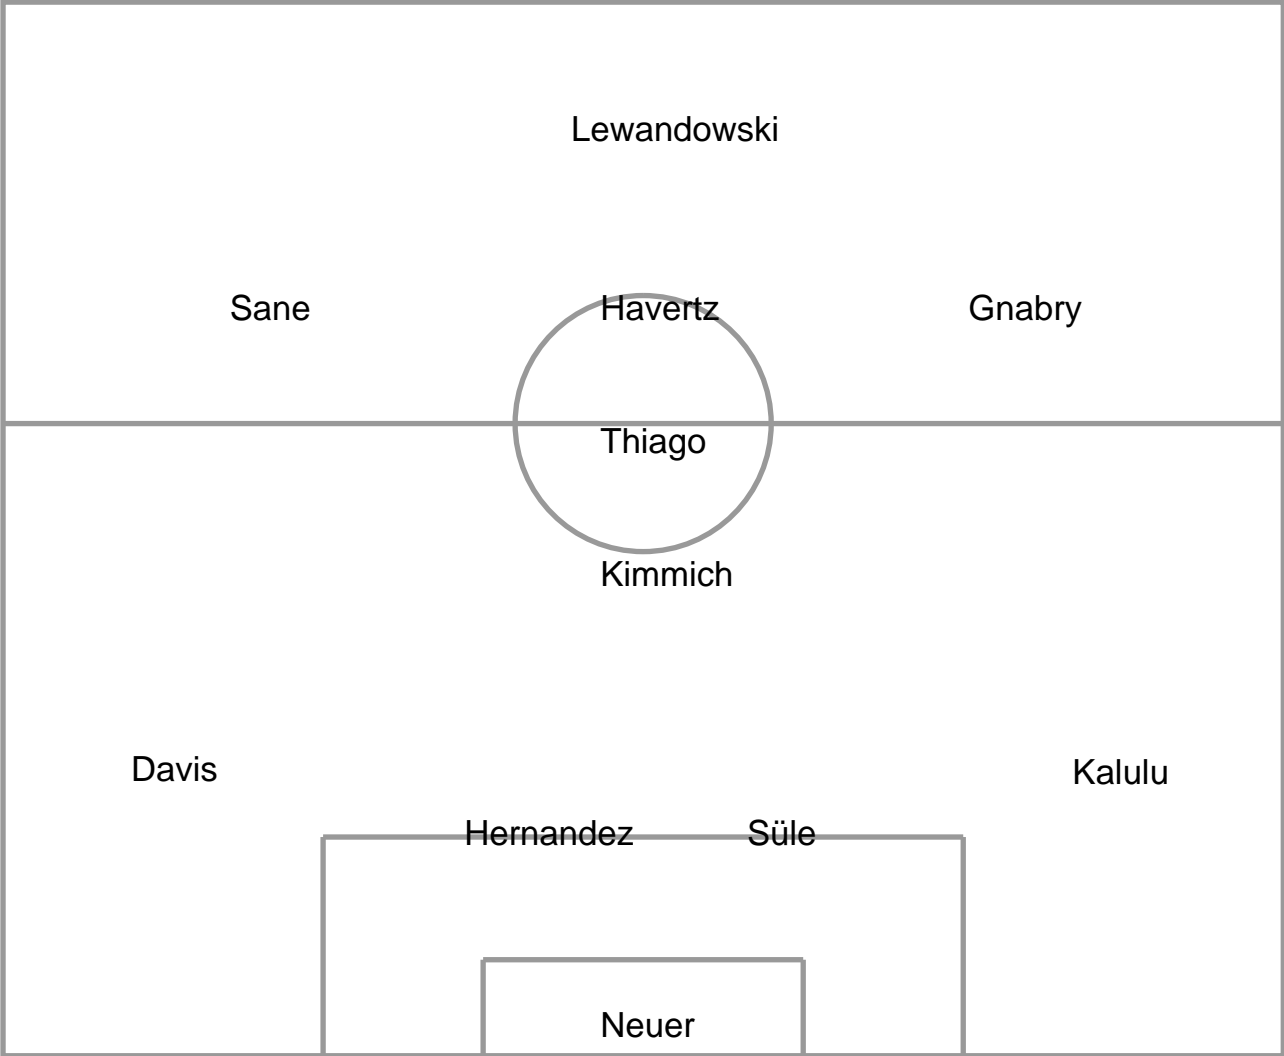 Lewandowski
Sane Havertz Gnabry
Thiago
Kimmich
Davis Kalulu
Hernandez Süle
Neuer